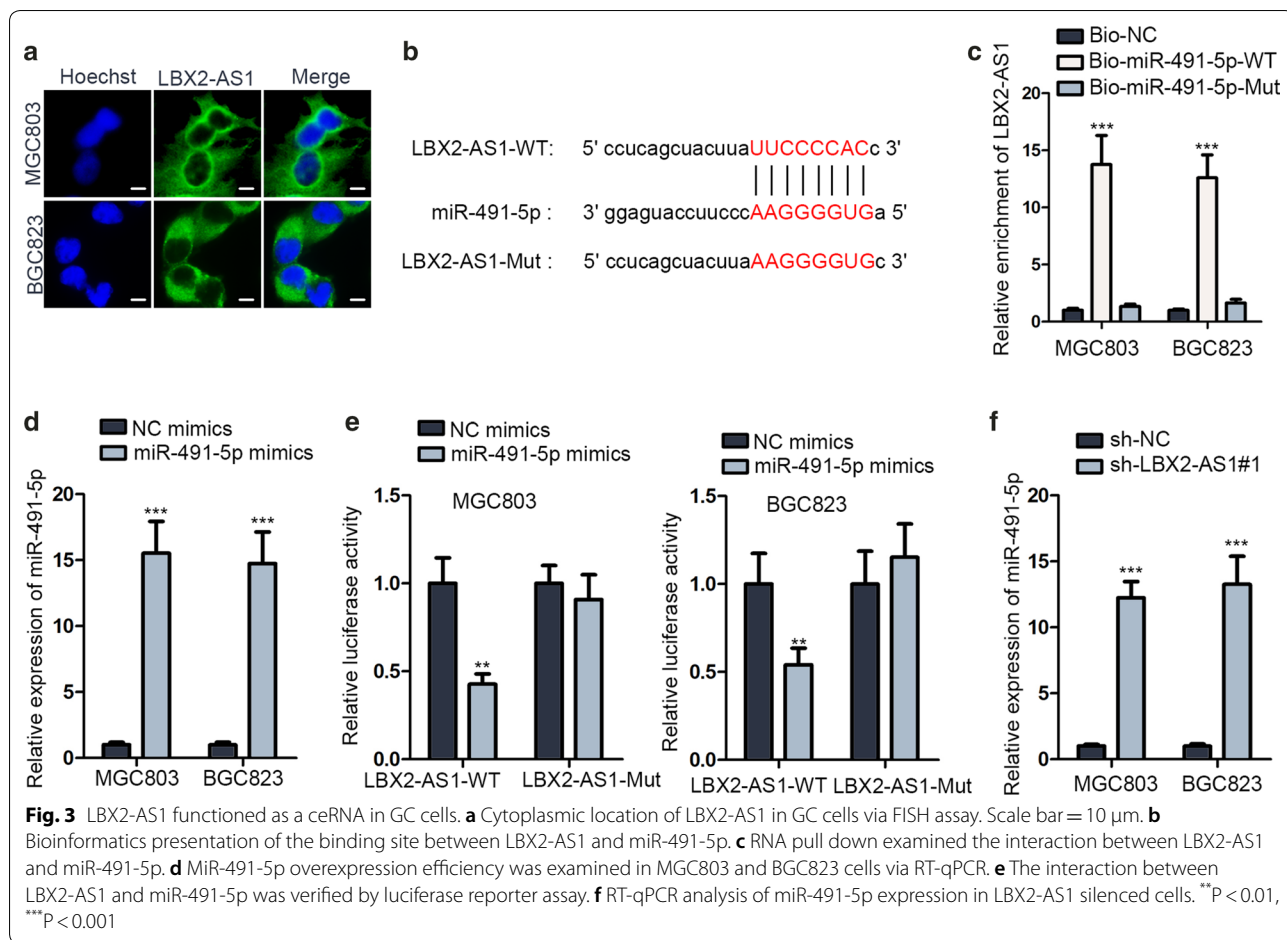 a
Hoechst LBX2-AS1 Merge
MGC803
BGC823
b
LBX2-AS1-WT: 5' ccucagcuacuuaUUCCCCACc 3'
miR-491-5p : 3' ggaguaccuucccAAGGGGUGa 5'
LBX2-AS1-Mut : 5' ccucagcuacuuaAAGGGGUGc 3'
c
Bio-NC
Bio-miR-491-5p-WT
Bio-miR-491-5p-Mut
Relative enrichment of LBX2-AS1
20
15
10
5
0
*** ***
MGC803 BGC823
d
NC mimics
miR-491-5p mimics
Relative expression of miR-491-5p
20
15
10
5
0
*** ***
MGC803 BGC823
e
NC mimics
miR-491-5p mimics
MGC803
Relative luciferase activity
1.5
1.0
0.5
0.0
**
LBX2-AS1-WT LBX2-AS1-Mut
NC mimics
miR-491-5p mimics
BGC823
Relative luciferase activity
1.5
1.0
0.5
0.0
**
LBX2-AS1-WT LBX2-AS1-Mut
f
sh-NC
sh-LBX2-AS1#1
Relative expression of miR-491-5p
20
15
10
5
0
*** ***
MGC803 BGC823
Fig. 3 LBX2-AS1 functioned as a ceRNA in GC cells. a Cytoplasmic location of LBX2-AS1 in GC cells via FISH assay. Scale bar = 10 μm. b
Bioinformatics presentation of the binding site between LBX2-AS1 and miR-491-5p. c RNA pull down examined the interaction between LBX2-AS1
and miR-491-5p. d MiR-491-5p overexpression efficiency was examined in MGC803 and BGC823 cells via RT-qPCR. e The interaction between
LBX2-AS1 and miR-491-5p was verified by luciferase reporter assay. f RT-qPCR analysis of miR-491-5p expression in LBX2-AS1 silenced cells. **P < 0.01,
***P < 0.001